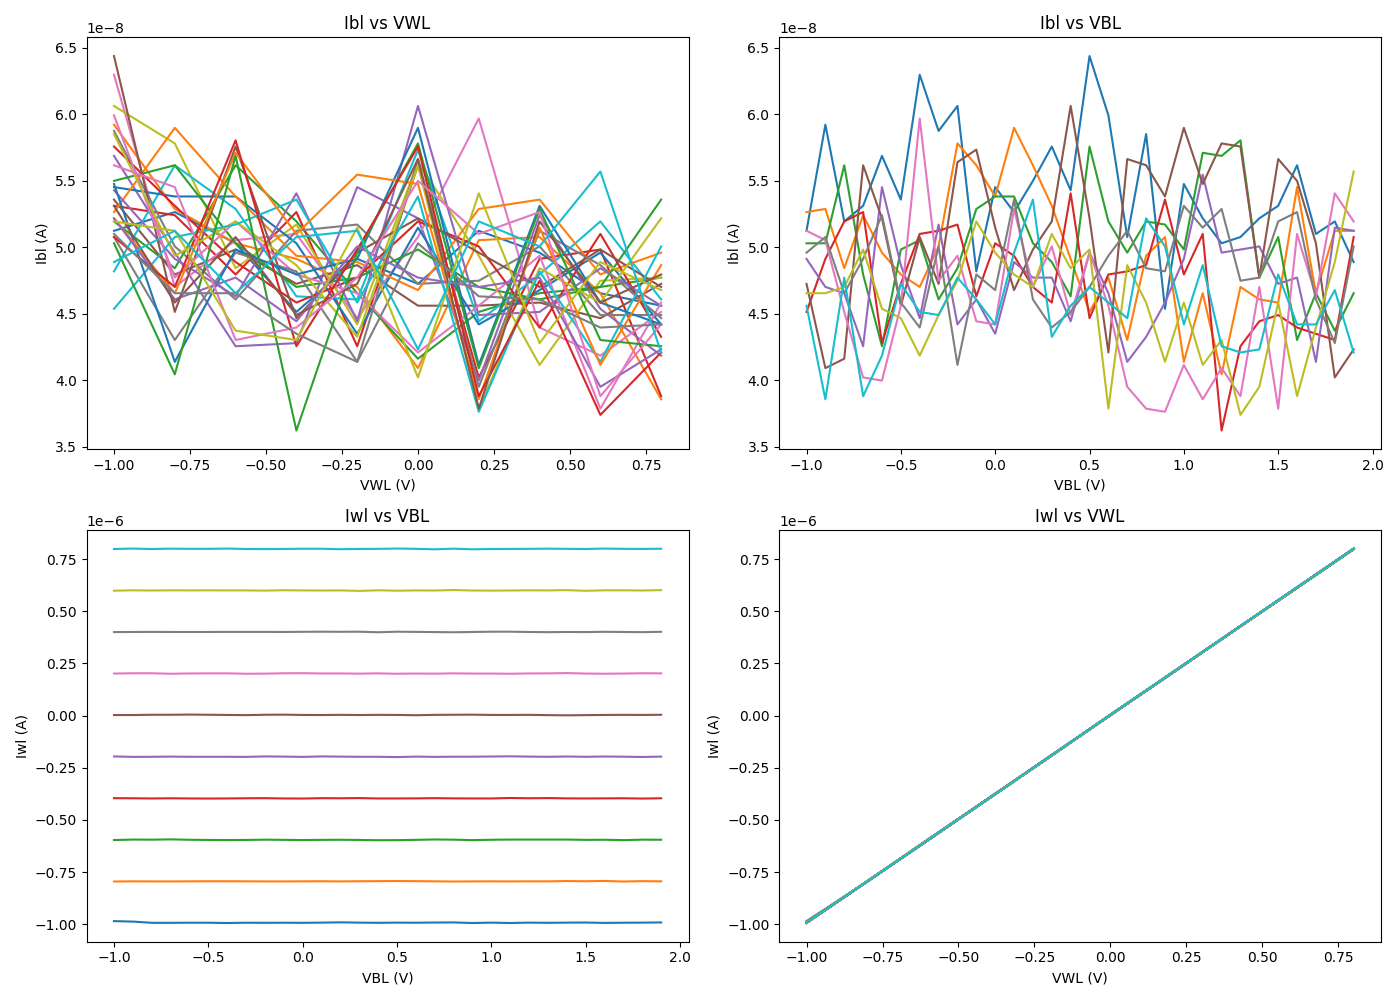 Ibl vs VWL
1e−8
6.5
6.0
5.5
5.0
4.5
4.0
3.5
Ibl (A)
−1.00 −0.75 −0.50 −0.25 0.00 0.25 0.50 0.75
VWL (V)
Ibl vs VBL
1e−8
6.5
6.0
5.5
5.0
4.5
4.0
3.5
Ibl (A)
−1.0 −0.5 0.0 0.5 1.0 1.5 2.0
VBL (V)
Iwl vs VBL
1e−6
0.75
0.50
0.25
0.00
−0.25
−0.50
−0.75
−1.00
Iwl (A)
−1.0 −0.5 0.0 0.5 1.0 1.5 2.0
VBL (V)
Iwl vs VWL
1e−6
0.75
0.50
0.25
0.00
−0.25
−0.50
−0.75
−1.00
Iwl (A)
−1.00 −0.75 −0.50 −0.25 0.00 0.25 0.50 0.75
VWL (V)